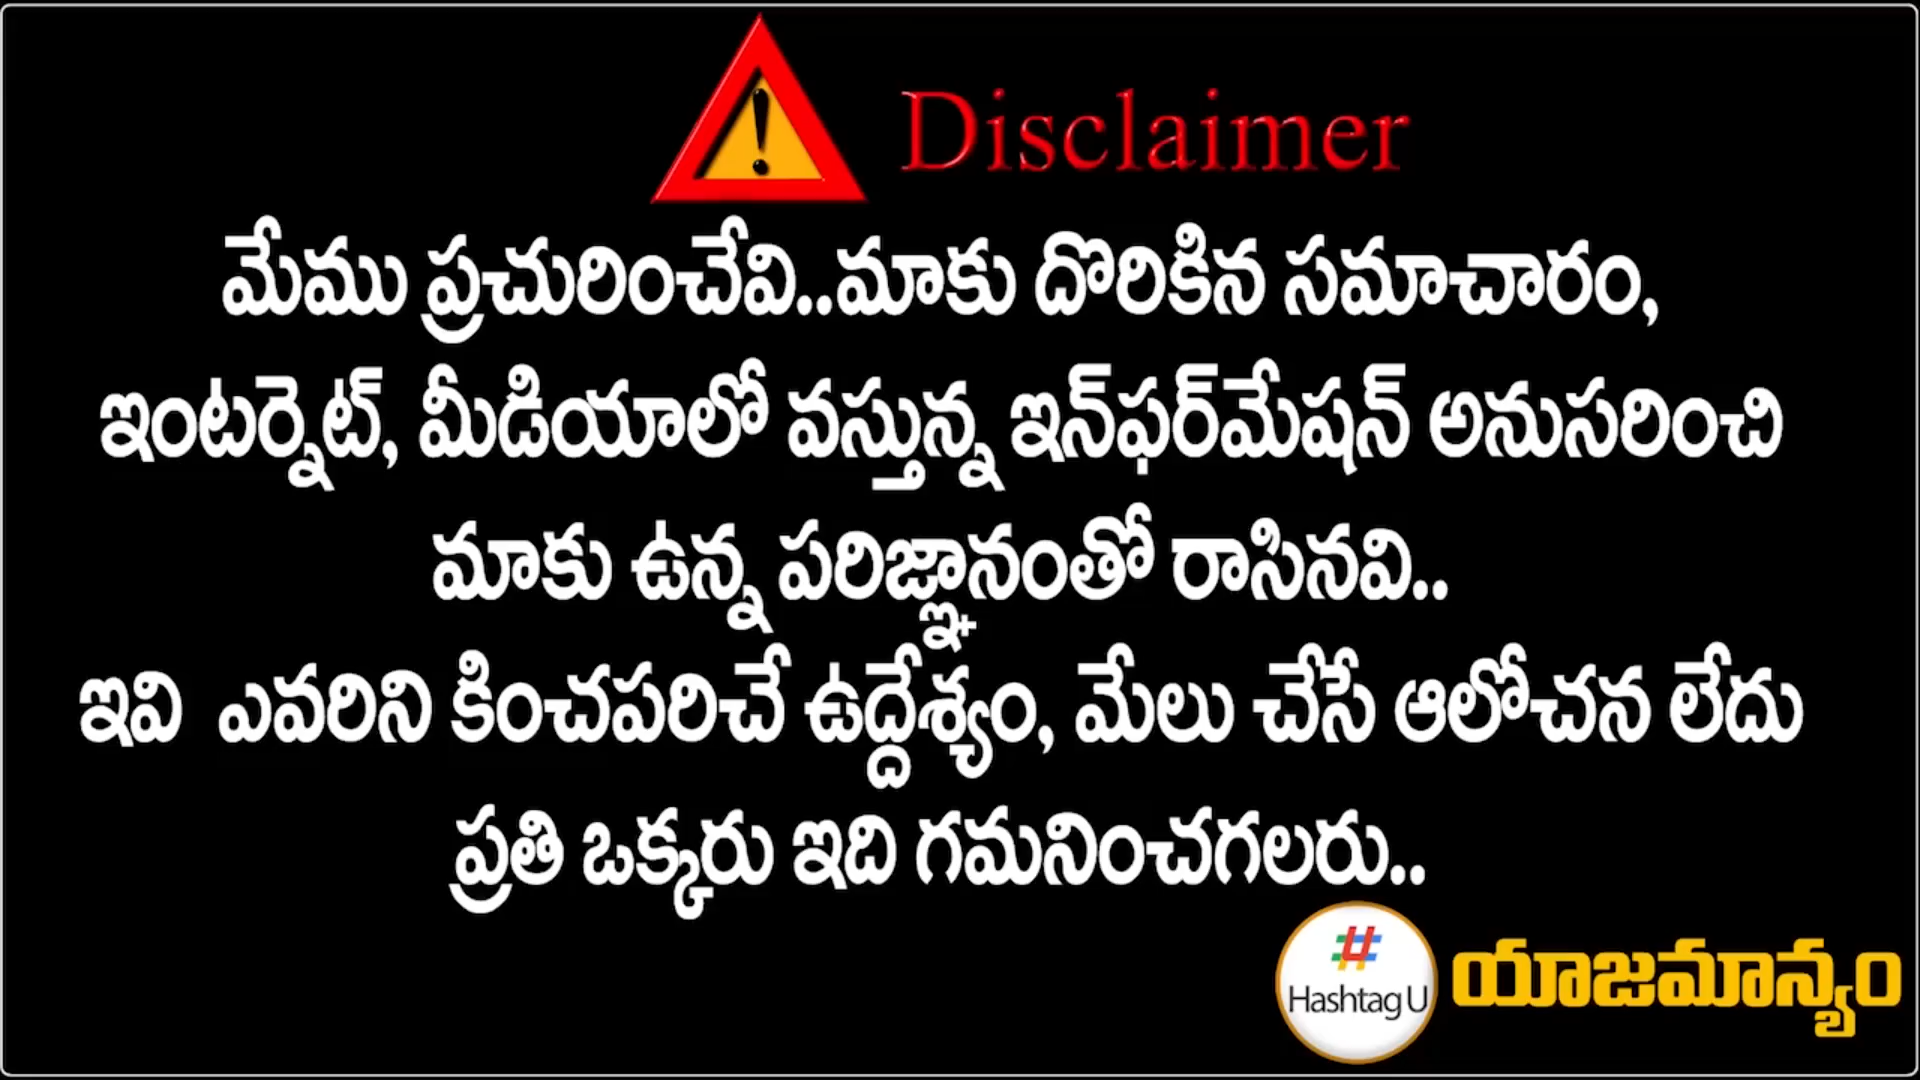 Disclaimer
మేము ప్రచురించేవి..మాకు దొరికిన సమాచారం,
ఇంటర్నెట్, మీడియాలో వస్తున్న ఇన్‌ఫర్‌మేషన్ అనుసరించి
మాకు ఉన్న పరిజ్ఞానంతో రాసినవి..
ఇవి ఎవరిని కించపరిచే ఉద్దేశ్యం, మేలు చేసే ఆలోచన లేదు
ప్రతి ఒక్కరు ఇది గమనించగలరు..
#
Hashtag U
యాజమాన్యం